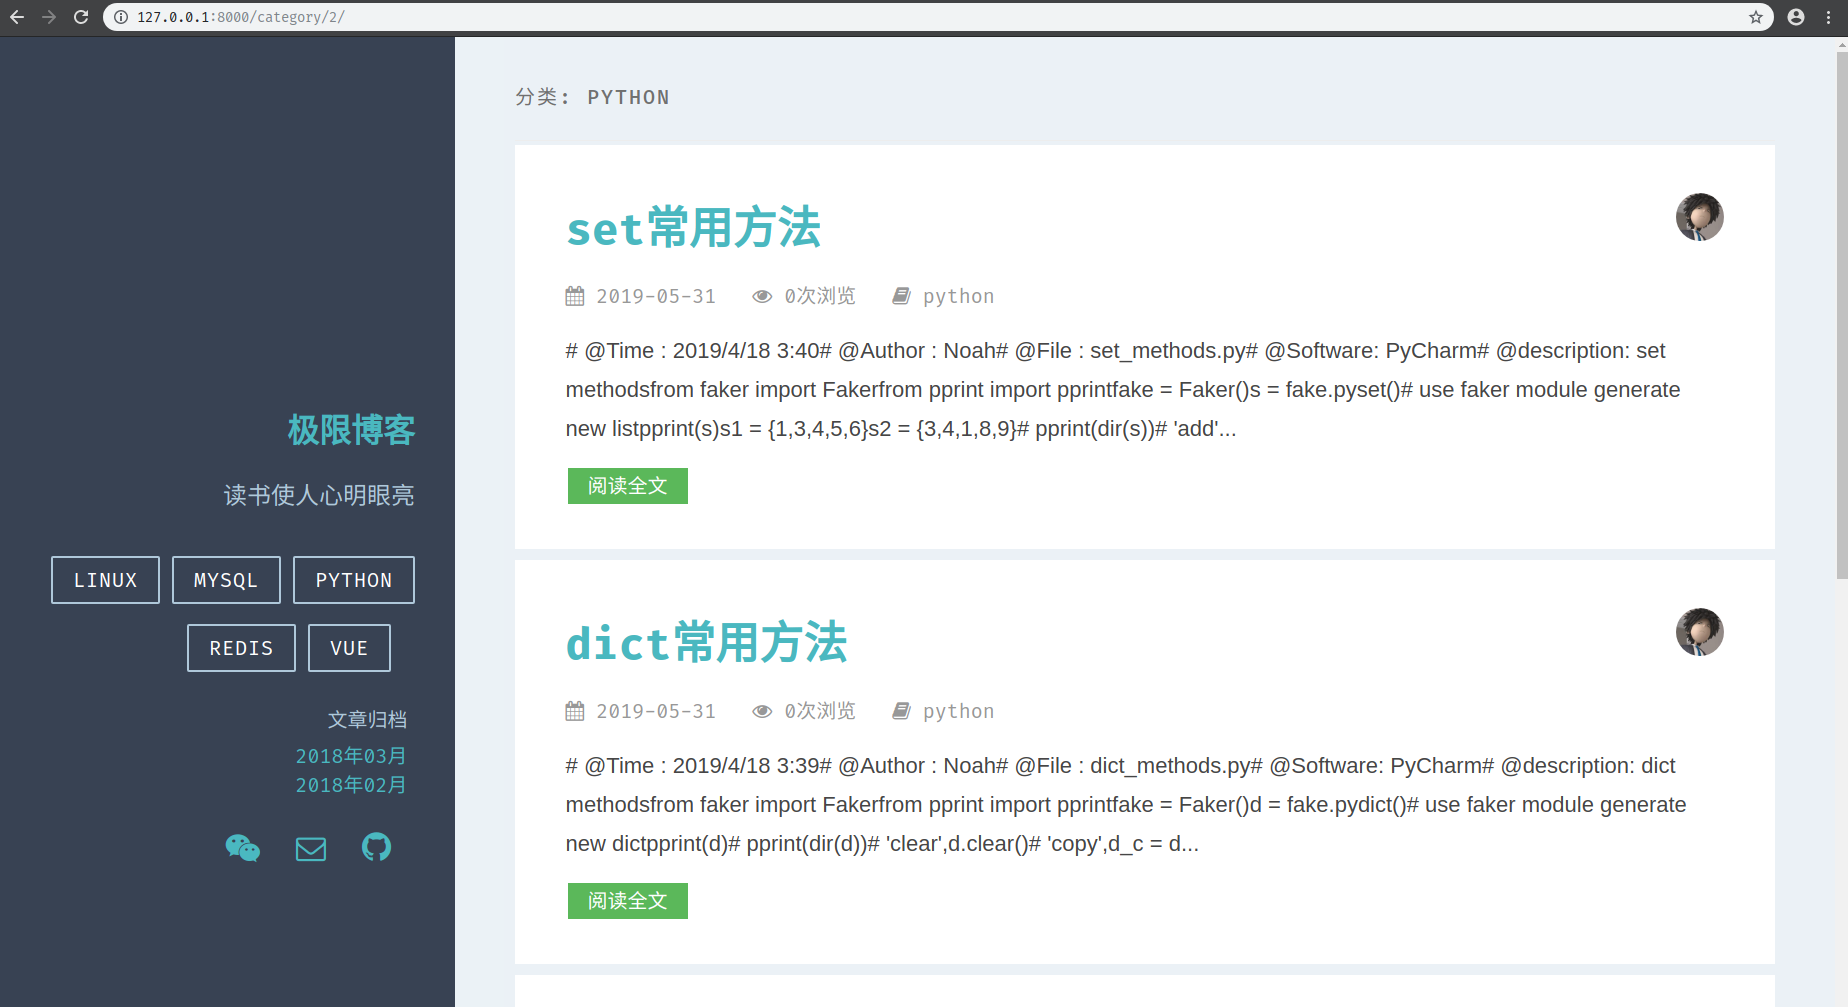 127.0.0.1:8000/category/2/
极限博客
读书使人心明眼亮
LINUX MYSQL PYTHON
REDIS VUE
文章归档
2018年03月
2018年02月
分类: PYTHON
set常用方法
2019-05-31 0次浏览 python
# @Time : 2019/4/18 3:40# @Author : Noah# @File : set_methods.py# @Software: PyCharm# @description: set
methodsfrom faker import Fakerfrom pprint import pprintfake = Faker()s = fake.pyset()# use faker module generate
new listpprint(s)s1 = {1,3,4,5,6}s2 = {3,4,1,8,9}# pprint(dir(s))# 'add'...
阅读全文
dict常用方法
2019-05-31 0次浏览 python
# @Time : 2019/4/18 3:39# @Author : Noah# @File : dict_methods.py# @Software: PyCharm# @description: dict
methodsfrom faker import Fakerfrom pprint import pprintfake = Faker()d = fake.pydict()# use faker module generate
new dictpprint(d)# pprint(dir(d))# 'clear',d.clear()# 'copy',d_c = d...
阅读全文